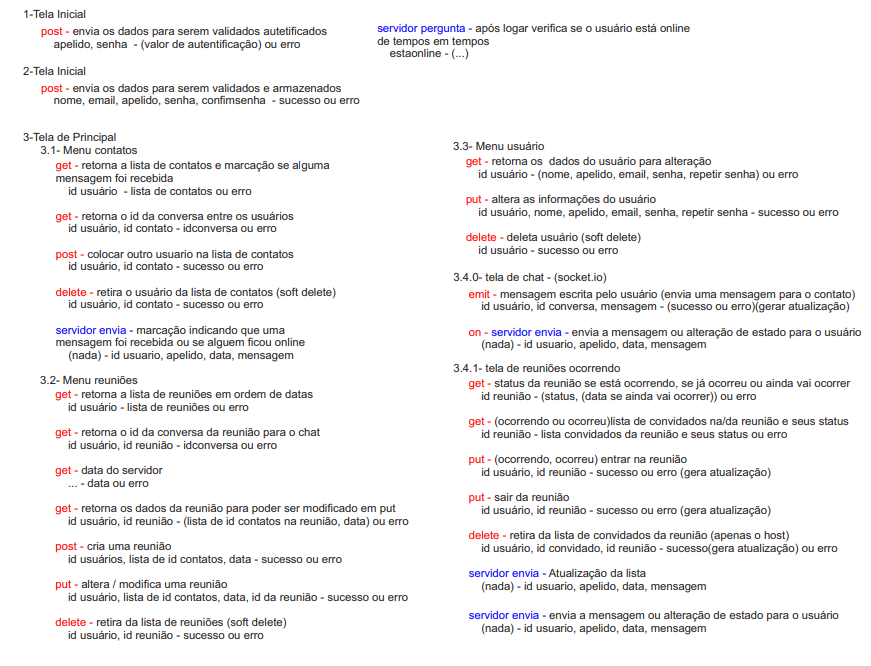 1-Tela Inicial
post - envia os dados para serem validados autetificados
apelido, senha - (valor de autentificação) ou erro
servidor pergunta - após logar verifica se o usuário está online
de tempos em tempos
estaonline - (...)
2-Tela Inicial
post - envia os dados para serem validados e armazenados
nome, email, apelido, senha, confimsenha - sucesso ou erro
3-Tela de Principal
3.1- Menu contatos
get - retorna a lista de contatos e marcação se alguma
mensagem foi recebida
id usuário - lista de contatos ou erro
get - retorna o id da conversa entre os usuários
id usuário, id contato - idconversa ou erro
post - colocar outro usuario na lista de contatos
id usuário, id contato - sucesso ou erro
delete - retira o usuário da lista de contatos (soft delete)
id usuário, id contato - sucesso ou erro
servidor envia - marcação indicando que uma
mensagem foi recebida ou se alguem ficou online
(nada) - id usuario, apelido, data, mensagem
3.2- Menu reuniões
get - retorna a lista de reuniões em ordem de datas
id usuário - lista de reuniões ou erro
get - retorna o id da conversa da reunião para o chat
id usuário, id reunião - idconversa ou erro
get - data do servidor
... - data ou erro
get - retorna os dados da reunião para poder ser modificado em put
id usuário, id reunião - (lista de id contatos na reunião, data) ou erro
post - cria uma reunião
id usuários, lista de id contatos, data - sucesso ou erro
put - altera / modifica uma reunião
id usuário, lista de id contatos, data, id da reunião - sucesso ou erro
delete - retira da lista de reuniões (soft delete)
id usuário, id reunião - sucesso ou erro
3.3- Menu usuário
get - retorna os dados do usuário para alteração
id usuário - (nome, apelido, email, senha, repetir senha) ou erro
put - altera as informações do usuário
id usuário, nome, apelido, email, senha, repetir senha - sucesso ou erro
delete - deleta usuário (soft delete)
id usuário - sucesso ou erro
3.4.0- tela de chat - (socket.io)
emit - mensagem escrita pelo usuário (envia uma mensagem para o contato)
id usuário, id conversa, mensagem - (sucesso ou erro)(gerar atualização)
on - servidor envia - envia a mensagem ou alteração de estado para o usuário
(nada) - id usuario, apelido, data, mensagem
3.4.1- tela de reuniões ocorrendo
get - status da reunião se está ocorrendo, se já ocorreu ou ainda vai ocorrer
id reunião - (status, (data se ainda vai ocorrer)) ou erro
get - (ocorrendo ou ocorreu)lista de convidados na/da reunião e seus status
id reunião - lista convidados da reunião e seus status ou erro
put - (ocorrendo, ocorreu) entrar na reunião
id usuário, id reunião - sucesso ou erro (gera atualização)
put - sair da reunião
id usuário, id reunião - sucesso ou erro (gera atualização)
delete - retira da lista de convidados da reunião (apenas o host)
id usuário, id convidado, id reunião - sucesso(gera atualização) ou erro
servidor envia - Atualização da lista
(nada) - id usuario, apelido, data, mensagem
servidor envia - envia a mensagem ou alteração de estado para o usuário
(nada) - id usuario, apelido, data, mensagem